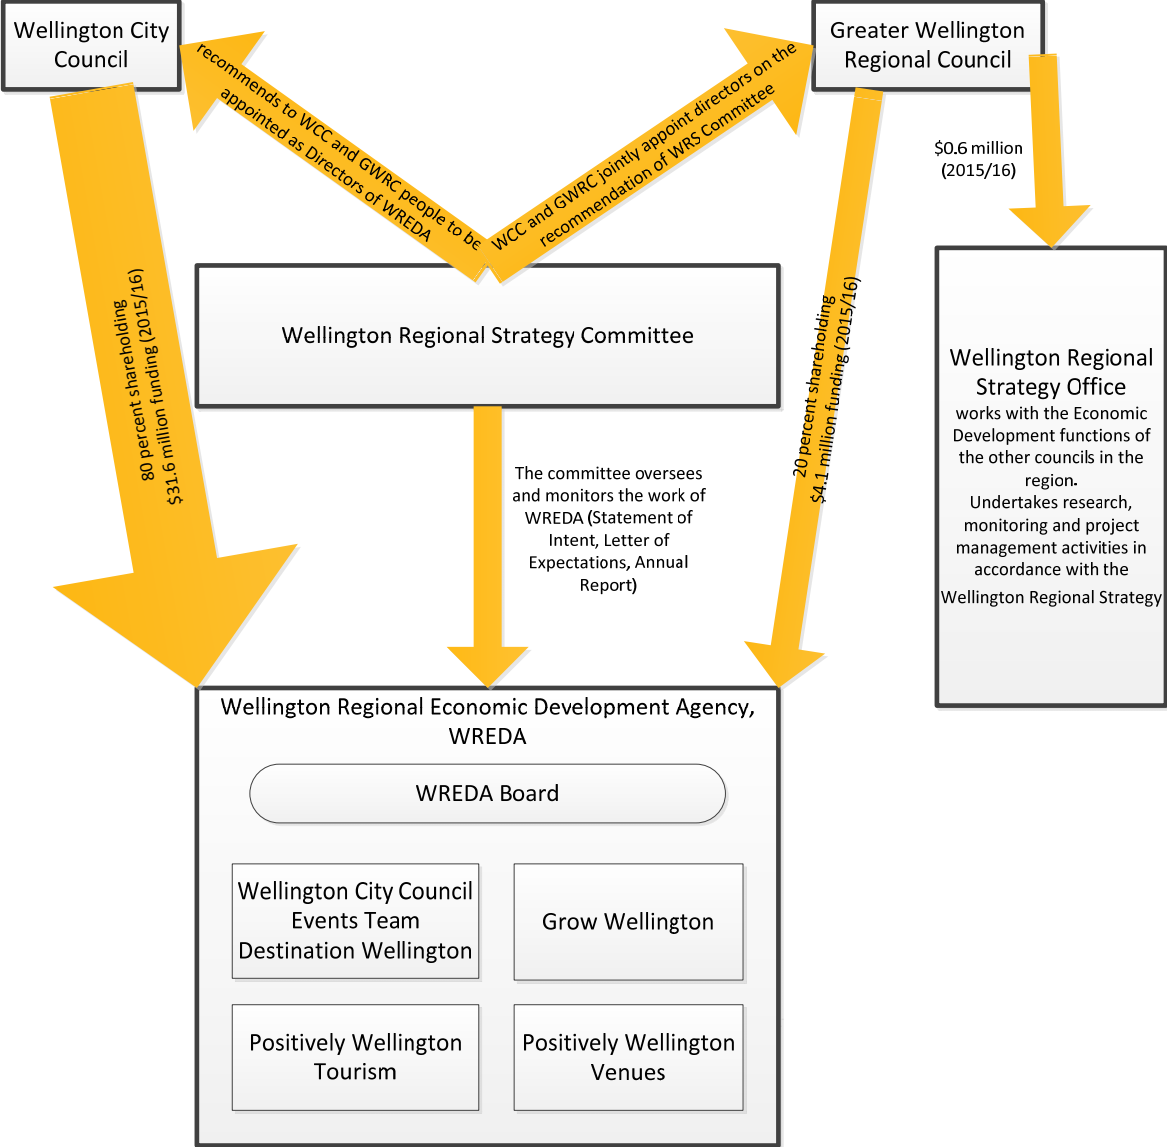 Wellington City
Council
Greater Wellington
Regional Council
recommends to WCC and GWRC people to be
appointed as Directors of WREDA
WCC and GWRC jointly appoint directors on the
recommendation of WRS Committee
$0.6 million
(2015/16)
80 percent shareholding
$31.6 million funding (2015/16)
Wellington Regional Strategy Committee
20 percent shareholding
$4.1 million funding (2015/16)
Wellington Regional
Strategy Office
works with the Economic
Development functions of
the other councils in the
region.
Undertakes research,
monitoring and project
management activities in
accordance with the
Wellington Regional Strategy
The committee oversees
and monitors the work of
WREDA (Statement of
Intent, Letter of
Expectations, Annual
Report)
Wellington Regional Economic Development Agency,
WREDA
WREDA Board
Wellington City Council
Events Team
Destination Wellington
Grow Wellington
Positively Wellington
Tourism
Positively Wellington
Venues